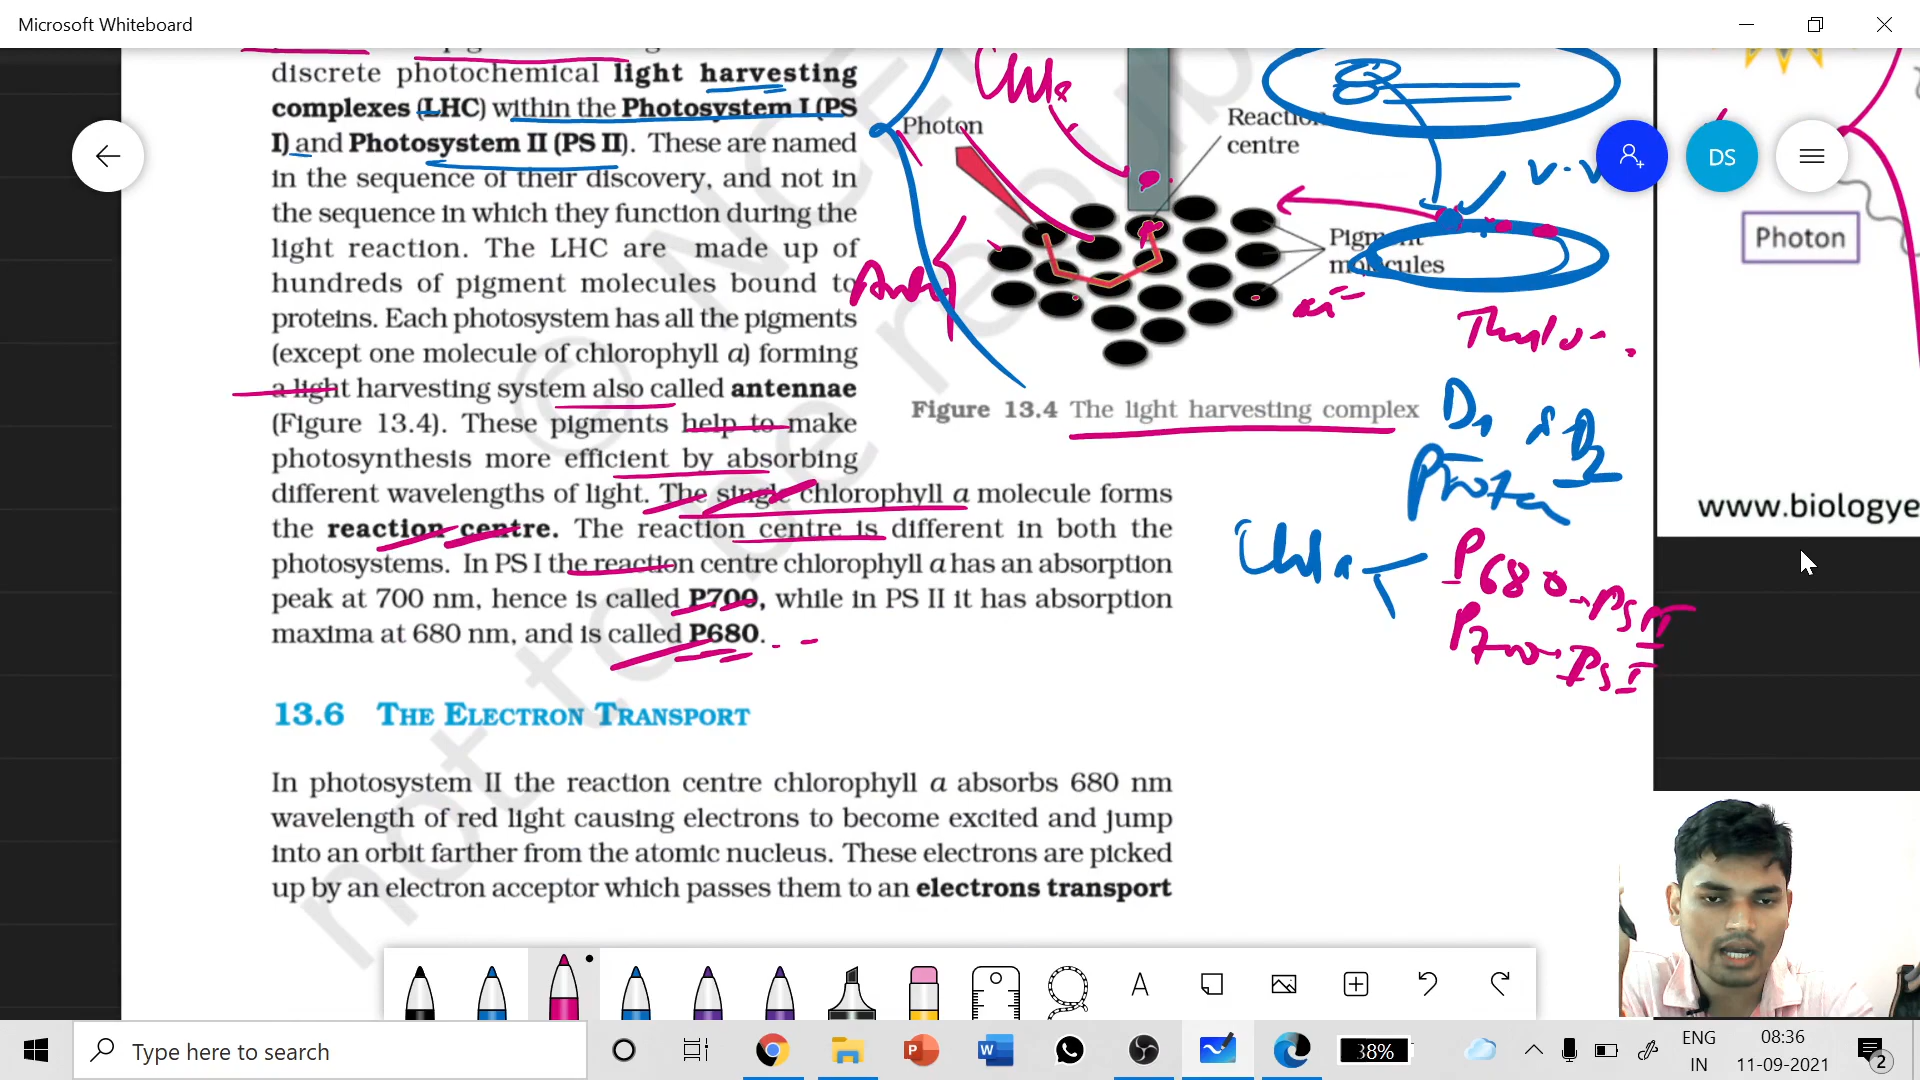 Microsoft Whiteboard
discrete photochemical light harvesting
complexes (LHC) within the Photosystem I (PS
I) and Photosystem II (PS II). These are named
in the sequence of their discovery, and not in
the sequence in which they function during the
light reaction. The LHC are made up of
hundreds of pigment molecules bound to
proteins. Each photosystem has all the pigments
(except one molecule of chlorophyll a) forming
a light harvesting system also called antennae
(Figure 13.4). These pigments help to make
photosynthesis more efficient by absorbing
different wavelengths of light. The single chlorophyll a molecule forms
the reaction centre. The reaction centre is different in both the
photosystems. In PS I the reaction centre chlorophyll a has an absorption
peak at 700 nm, hence is called P700, while in PS II it has absorption
maxima at 680 nm, and is called P680.
13.6 THE ELECTRON TRANSPORT
In photosystem II the reaction centre chlorophyll a absorbs 680 nm
wavelength of red light causing electrons to become excited and jump
into an orbit farther from the atomic nucleus. These electrons are picked
up by an electron acceptor which passes them to an electrons transport
Chla
Photon
Reaction
centre
Pigment
molecules
Figure 13.4 The light harvesting complex
D1 & D2
Chla
P680 PSII
P700 PSI
DS
Photon
www.biologye
not to be republ
© NCE
A
Type here to search
38%
ENG
IN
08:36
11-09-2021
2